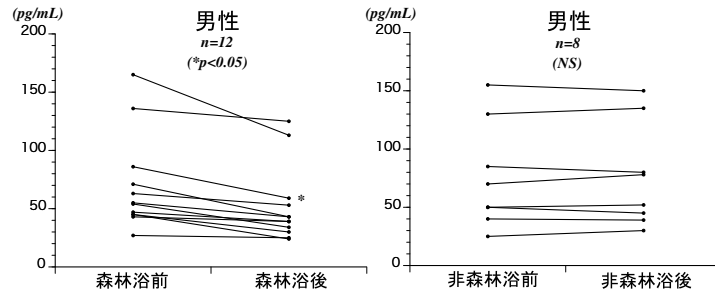 (pg/mL)
男性
n=12
(*p<0.05)
200
150
100
50
0
*
森林浴前
森林浴後
(pg/mL)
男性
n=8
(NS)
200
150
100
50
0
非森林浴前
非森林浴後